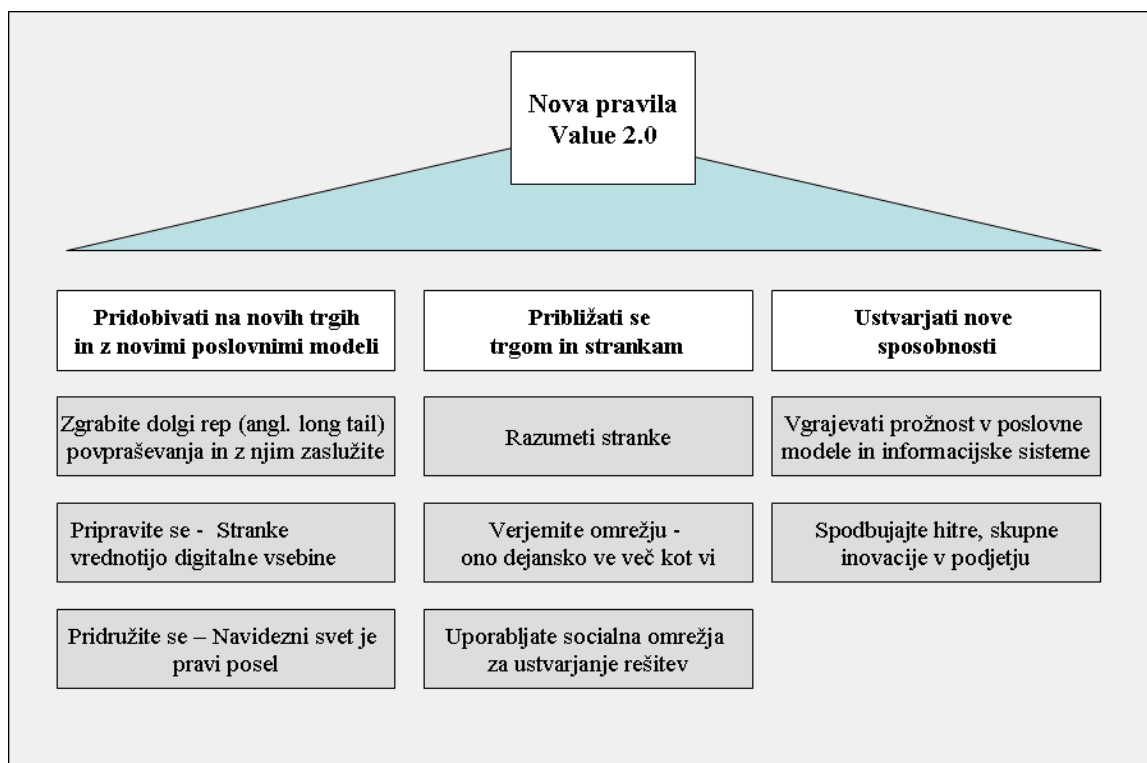 Nova pravila
Value 2.0
Pridobivati na novih trgih
in z novimi poslovnimi modeli
Zgrabite dolgi rep (angl. long tail)
povpraševanja in z njim zaslužite
Pripravite se - Stranke
vrednotijo digitalne vsebine
Pridružite se – Navidezni svet je
pravi posel
Približati se
trgom in strankam
Razumeti stranke
Verjemite omrežju -
ono dejansko ve več kot vi
Uporabljate socialna omrežja
za ustvarjanje rešitev
Ustvarjati nove
sposobnosti
Vgrajevati prožnost v poslovne
modele in informacijske sisteme
Spodbujajte hitre, skupne
inovacije v podjetju